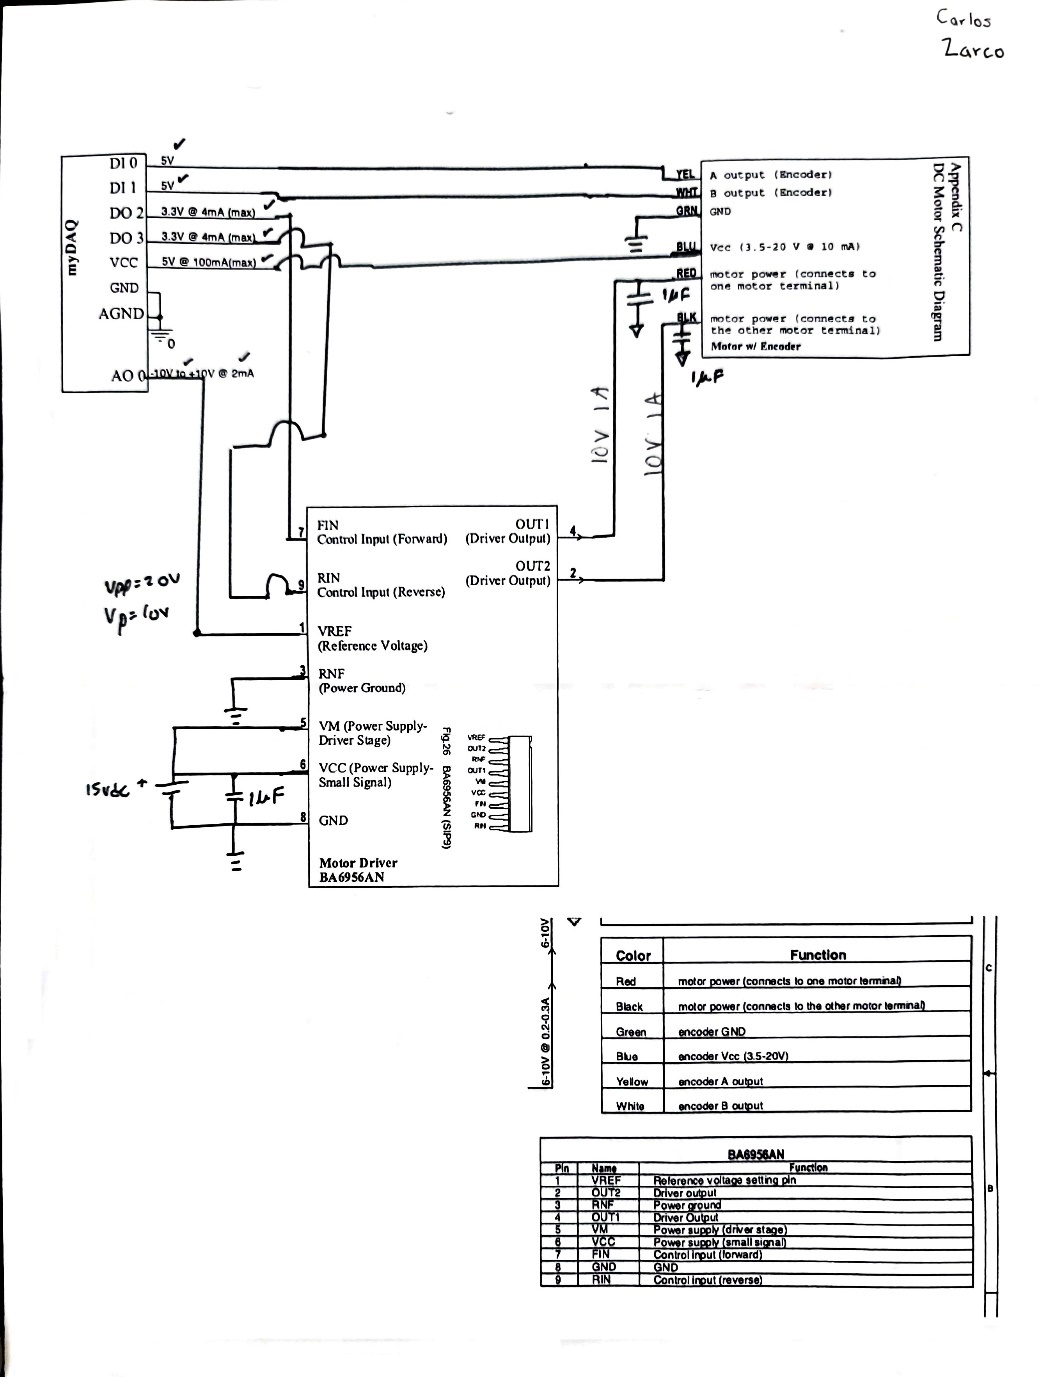 Carlos
Zarco
myDAQ
DI 0 5V
DI 1 5V
DO 2 3.3V @ 4mA (max)
DO 3 3.3V @ 4mA (max)
VCC 5V @ 100mA(max)
GND
AGND
0
AO 0 -10V to +10V @ 2mA
YEL A output (Encoder)
WHT B output (Encoder)
GRN GND
BLU Vcc (3.5-20 V @ 10 mA)
RED motor power (connects to
one motor terminal)
BLK motor power (connects to
the other motor terminal)
Motor w/ Encoder
Appendix C
DC Motor Schematic Diagram
1µF
1µF
10V 1A
10V 1A
Vpp=20V
Vp=10V
7 FIN
Control Input (Forward)
9 RIN
Control Input (Reverse)
1 VREF
(Reference Voltage)
3 RNF
(Power Ground)
5 VM (Power Supply-
Driver Stage)
6 VCC (Power Supply-
Small Signal)
8 GND
Motor Driver
BA6956AN
OUT1 4
(Driver Output)
OUT2 2
(Driver Output)
15vdc +
1µF
Fig.26 BA6956AN (SIP9)
VREF
OUT2
RNF
OUT1
VM
VCC
FIN
GND
RIN
6-10V @ 0.2-0.3A
6-10V
C
B
Color Function
Red motor power (connects to one motor terminal)
Black motor power (connects to the other motor terminal)
Green encoder GND
Blue encoder Vcc (3.5-20V)
Yellow encoder A output
White encoder B output
BA6956AN
Pin Name Function
1 VREF Reference voltage setting pin
2 OUT2 Driver output
3 RNF Power ground
4 OUT1 Driver Output
5 VM Power supply (driver stage)
6 VCC Power supply (small signal)
7 FIN Control input (forward)
8 GND GND
9 RIN Control input (reverse)